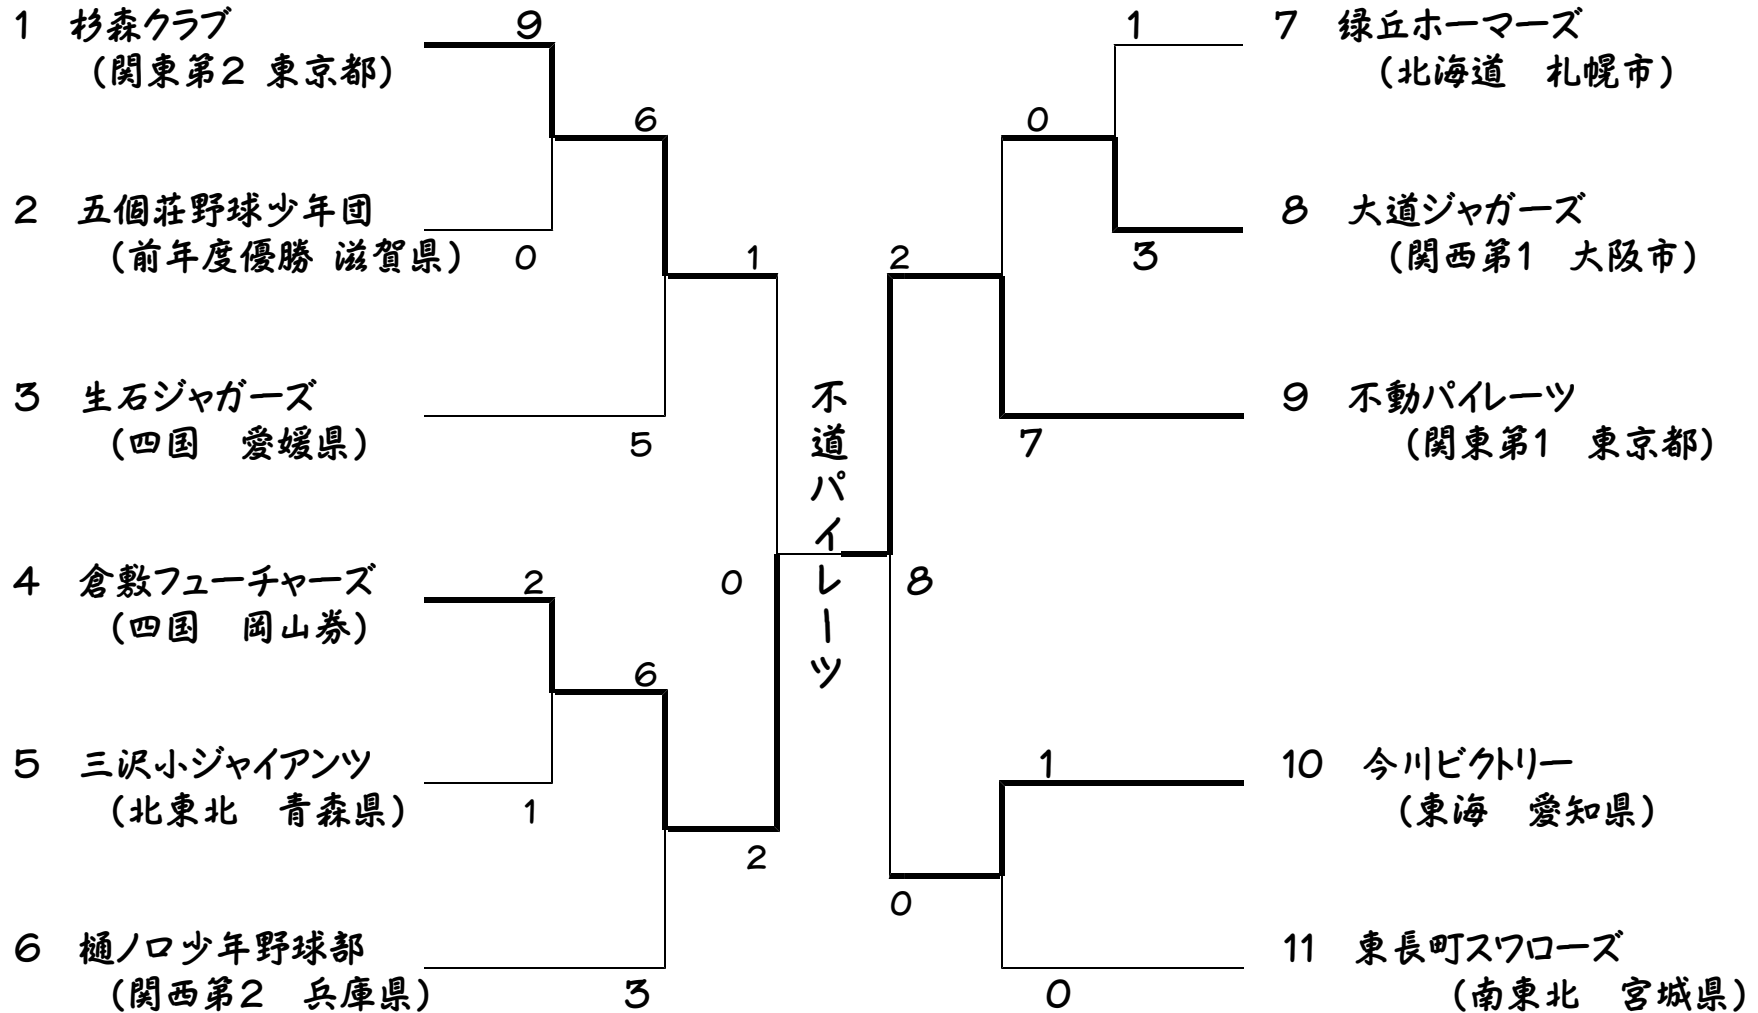 1 杉森クラブ
(関東第2 東京都)
9
6
2 五個荘野球少年団
(前年度優勝 滋賀県)
0
1
3 生石ジャガーズ
(四国 愛媛県)
5
4 倉敷フューチャーズ
(四国 岡山券)
2
6
0
5 三沢小ジャイアンツ
(北東北 青森県)
1
2
6 樋ノ口少年野球部
(関西第2 兵庫県)
3
不道パイレーツ
1
7 緑丘ホーマーズ
(北海道 札幌市)
0
8 大道ジャガーズ
(関西第1 大阪市)
3
2
9 不動パイレーツ
(関東第1 東京都)
7
8
10 今川ビクトリー
(東海 愛知県)
1
0
11 東長町スワローズ
(南東北 宮城県)
0